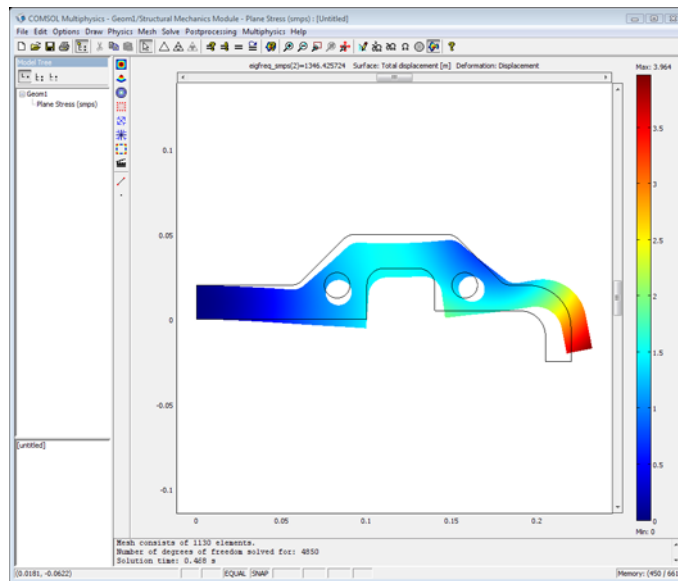 COMSOL Multiphysics - Geom1/Structural Mechanics Module - Plane Stress (smps) : [Untitled]
File Edit Options Draw Physics Mesh Solve Postprocessing Multiphysics Help
Model Tree
Geom1
Plane Stress (smps)
eigfreq_smps(2)=1346.425724 Surface: Total displacement [m] Deformation: Displacement
Max: 3.964
0.1
0.05
0
-0.05
-0.1
0
0.05
0.1
0.15
0.2
3.5
3
2.5
2
1.5
1
0.5
0
Min: 0
[untitled]
Mesh consists of 1130 elements.
Number of degrees of freedom solved for: 4850
Solution time: 0.468 s
(0.0181, -0.0622)
EQUAL SNAP
Memory: (450 / 661